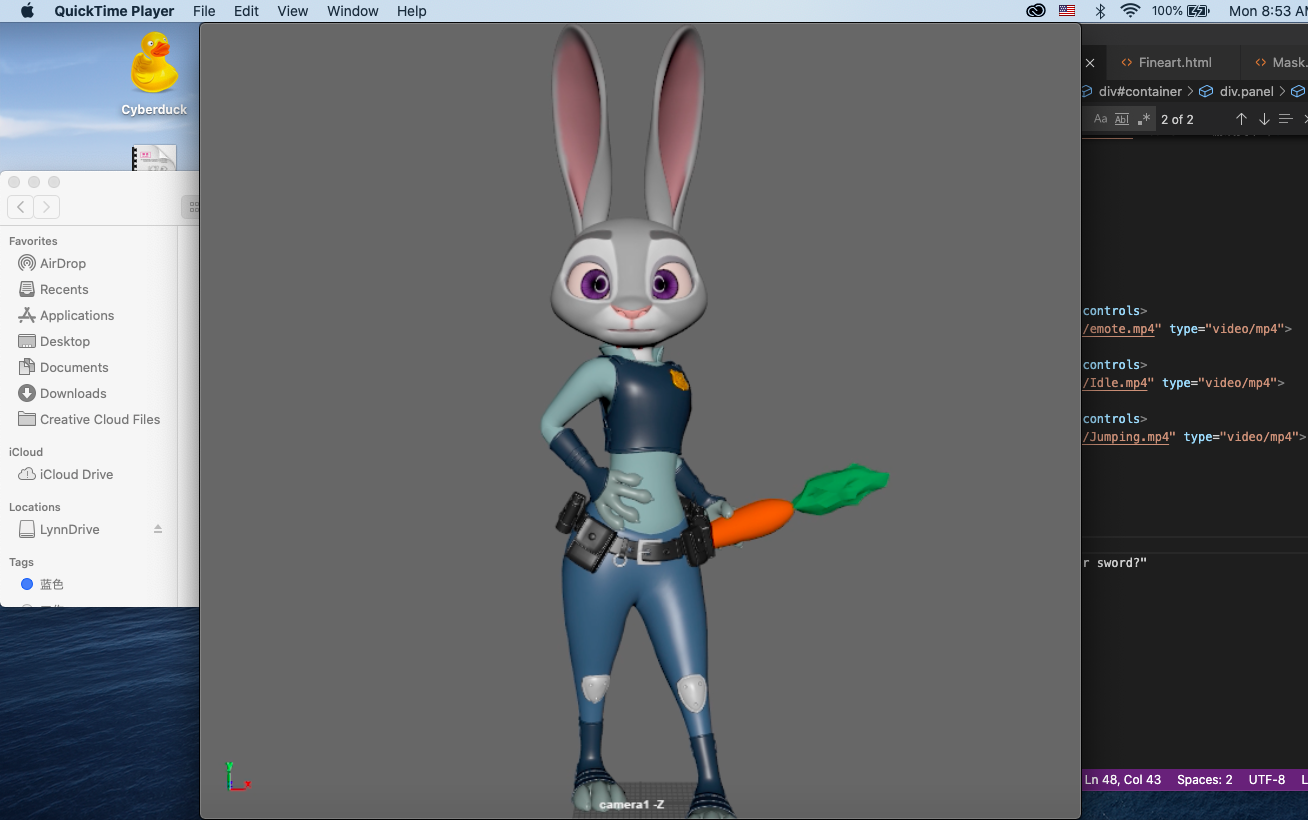 QuickTime Player File Edit View Window Help 100% Mon 8:53 AM
Cyberduck
Favorites
AirDrop
Recents
Applications
Desktop
Documents
Downloads
Creative Cloud Files
iCloud
iCloud Drive
Locations
LynnDrive
Tags
蓝色
camera1 -Z
y
x
Fineart.html Mask.
div#container div.panel
Aa Abl .* 2 of 2
controls>
/emote.mp4" type="video/mp4">
controls>
/Idle.mp4" type="video/mp4">
controls>
/Jumping.mp4" type="video/mp4">
r sword?"
Ln 48, Col 43 Spaces: 2 UTF-8 L